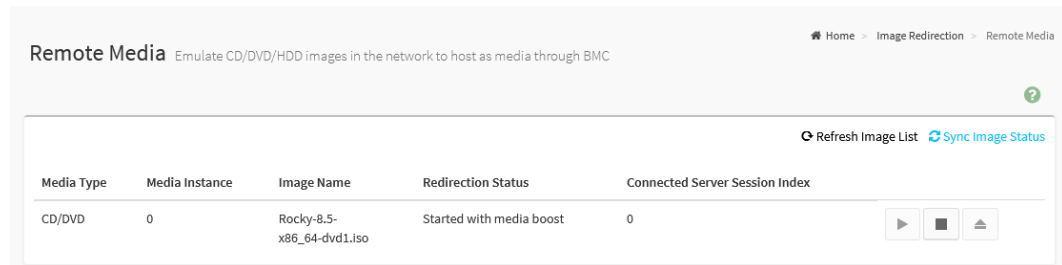 Home > Image Redirection > Remote Media
Remote Media Emulate CD/DVD/HDD images in the network to host as media through BMC
Refresh Image List Sync Image Status
Media Type Media Instance Image Name Redirection Status Connected Server Session Index
CD/DVD 0 Rocky-8.5- Started with media boost 0
x86_64-dvd1.iso